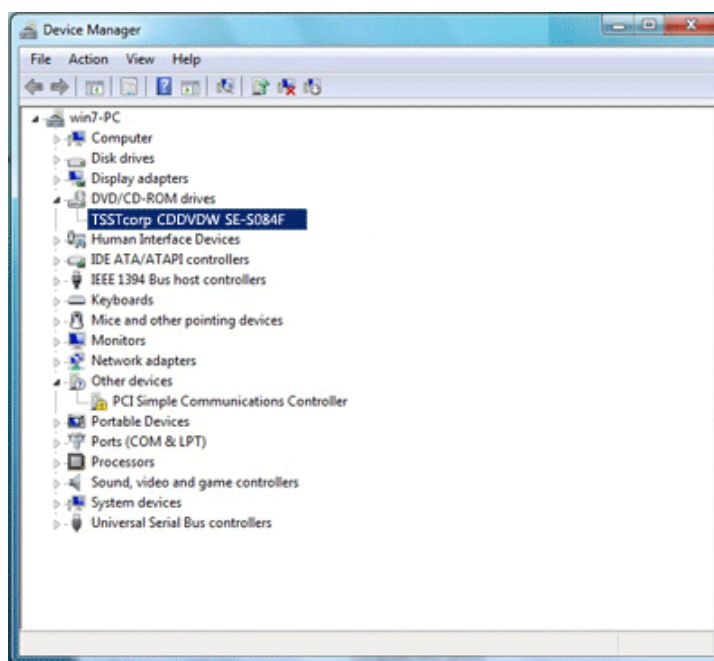 Device Manager
File Action View Help
win7-PC
Computer
Disk drives
Display adapters
DVD/CD-ROM drives
TSSTcorp CDDVDW SE-S084F
Human Interface Devices
IDE ATA/ATAPI controllers
IEEE 1394 Bus host controllers
Keyboards
Mice and other pointing devices
Monitors
Network adapters
Other devices
PCI Simple Communications Controller
Portable Devices
Ports (COM & LPT)
Processors
Sound, video and game controllers
System devices
Universal Serial Bus controllers